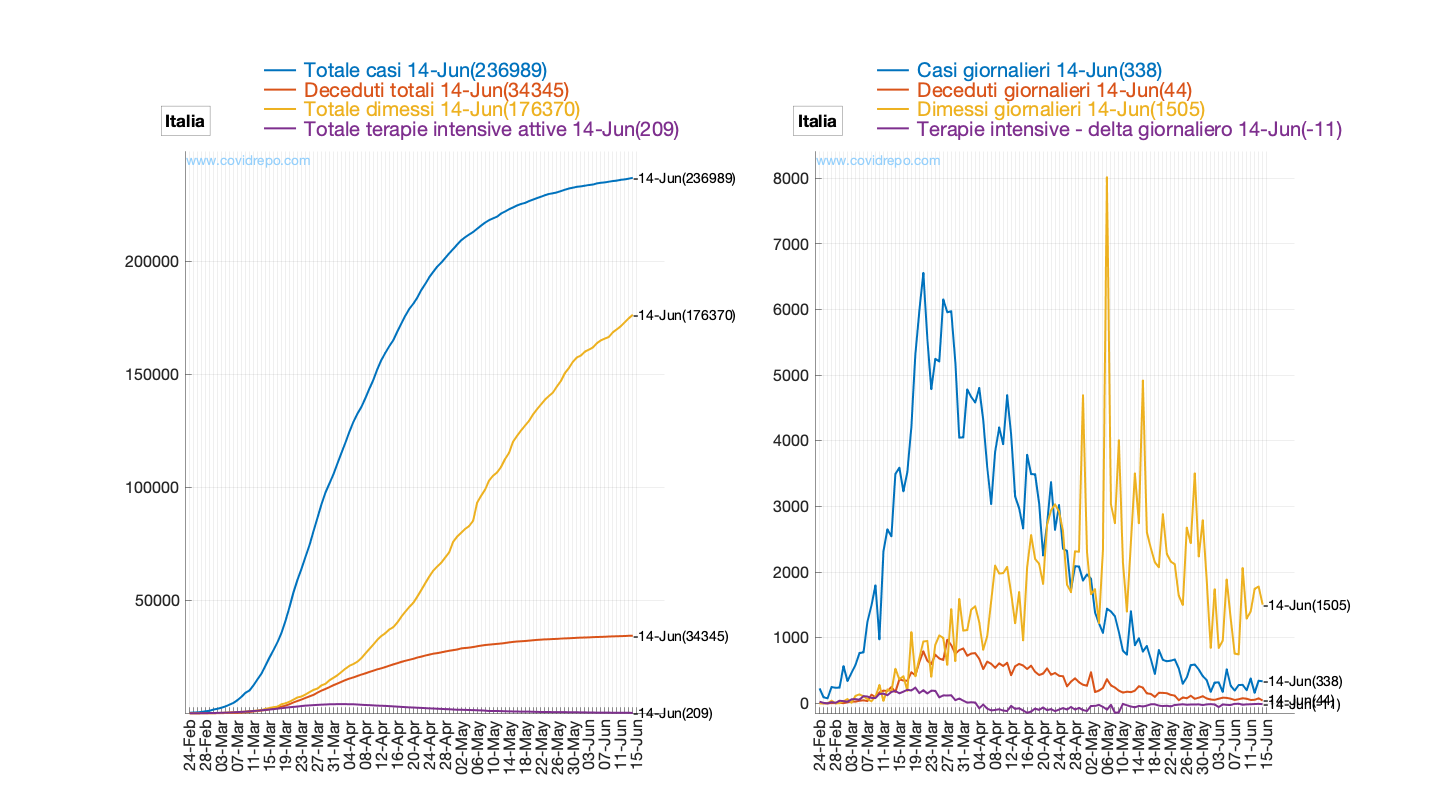 Totale casi 14-Jun(236989)
Deceduti totali 14-Jun(34345)
Totale dimessi 14-Jun(176370)
Totale terapie intensive attive 14-Jun(209)
Italia
www.covidrepo.com
200000
150000
100000
50000
-14-Jun(236989)
-14-Jun(176370)
-14-Jun(34345)
-14-Jun(209)
24-Feb
28-Feb
03-Mar
07-Mar
11-Mar
15-Mar
19-Mar
23-Mar
27-Mar
31-Mar
04-Apr
08-Apr
12-Apr
16-Apr
20-Apr
24-Apr
28-Apr
02-May
06-May
10-May
14-May
18-May
22-May
26-May
30-May
03-Jun
07-Jun
11-Jun
15-Jun
Casi giornalieri 14-Jun(338)
Deceduti giornalieri 14-Jun(44)
Dimessi giornalieri 14-Jun(1505)
Terapie intensive - delta giornaliero 14-Jun(-11)
Italia
www.covidrepo.com
8000
7000
6000
5000
4000
3000
2000
1000
0
-14-Jun(1505)
-14-Jun(338)
-14-Jun(44)
-14-Jun(-11)
24-Feb
28-Feb
03-Mar
07-Mar
11-Mar
15-Mar
19-Mar
23-Mar
27-Mar
31-Mar
04-Apr
08-Apr
12-Apr
16-Apr
20-Apr
24-Apr
28-Apr
02-May
06-May
10-May
14-May
18-May
22-May
26-May
30-May
03-Jun
07-Jun
11-Jun
15-Jun